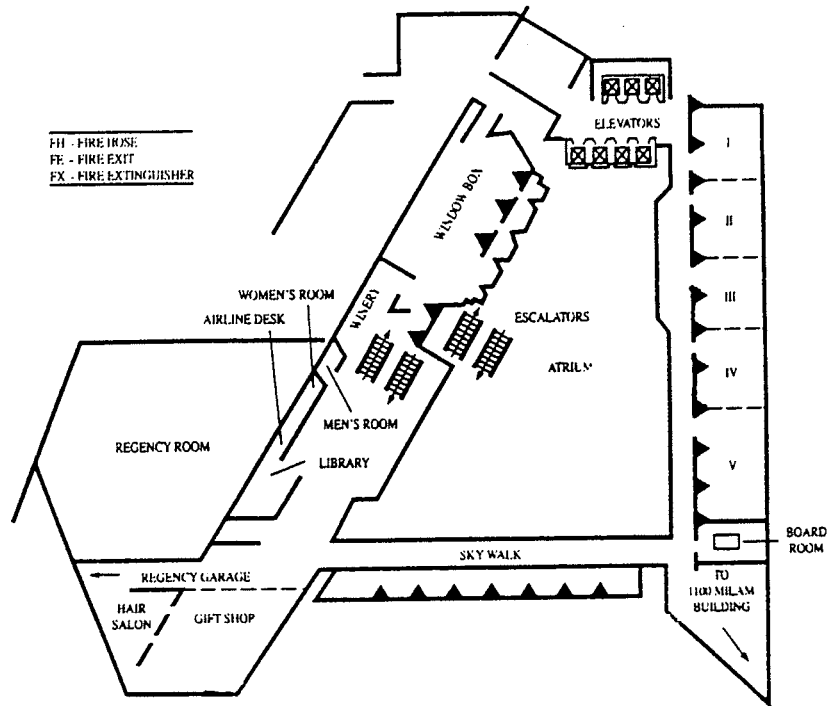 ELEVATORS
FH - FIRE HOSE
FE - FIRE EXIT
FX - FIRE EXTINGUISHER
I
WINDOW BOX
II
WOMEN'S ROOM
AIRLINE DESK
WINERY
III
ESCALATORS
ATRIUM
IV
MEN'S ROOM
REGENCY ROOM
LIBRARY
V
BOARD
ROOM
SKY WALK
REGENCY GARAGE
TO
1100 MILAM
BUILDING
HAIR
SALON
GIFT SHOP